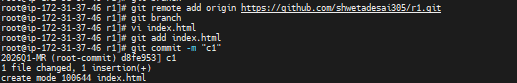 root@ip-172-31-37-46 r1]# git remote add origin https://github.com/shwetadesai305/r1.git
root@ip-172-31-37-46 r1]# git branch
root@ip-172-31-37-46 r1]# vi index.html
root@ip-172-31-37-46 r1]# git add index.html
root@ip-172-31-37-46 r1]# git commit -m "c1"
2026Q1-MR (root-commit) d8fe953] c1
1 file changed, 1 insertion(+)
create mode 100644 index.html